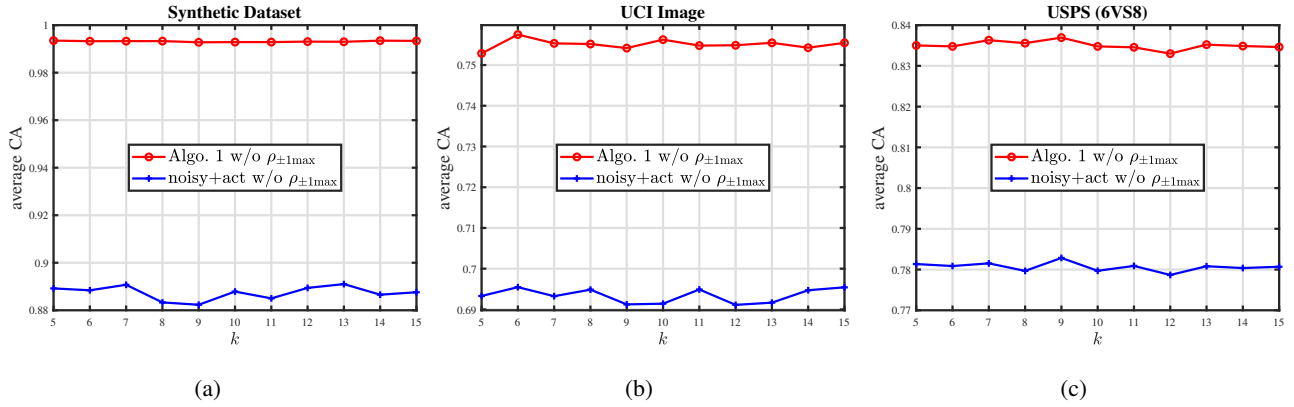 Synthetic Dataset
1
0.98
0.96
0.94
0.92
0.9
0.88
average CA
Algo. 1 w/o ρ±1max
noisy+act w/o ρ±1max
5 6 7 8 9 10 11 12 13 14 15
k
(a)
UCI Image
0.75
0.74
0.73
0.72
0.71
0.7
0.69
average CA
Algo. 1 w/o ρ±1max
noisy+act w/o ρ±1max
5 6 7 8 9 10 11 12 13 14 15
k
(b)
USPS (6VS8)
0.84
0.83
0.82
0.81
0.8
0.79
0.78
0.77
average CA
Algo. 1 w/o ρ±1max
noisy+act w/o ρ±1max
5 6 7 8 9 10 11 12 13 14 15
k
(c)